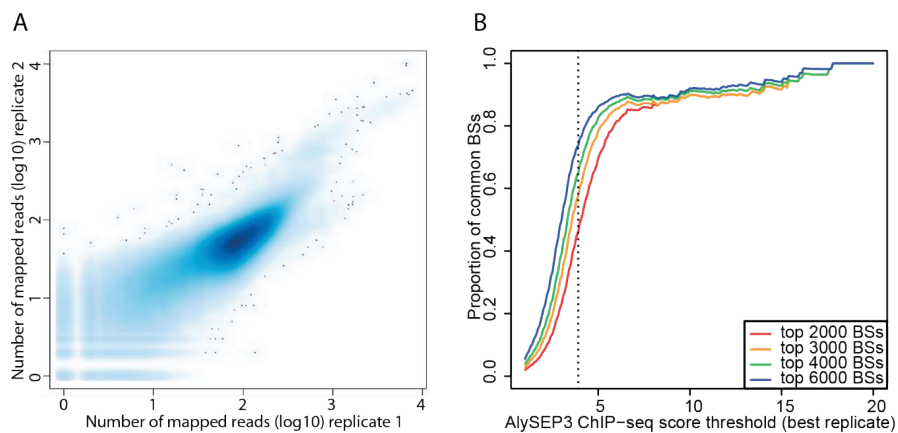 A
Number of mapped reads (log10) replicate 2
4
3
2
1
0
0 1 2 3 4
Number of mapped reads (log10) replicate 1
B
Proportion of common BSs
1.0
0.8
0.6
0.4
0.2
0.0
top 2000 BSs
top 3000 BSs
top 4000 BSs
top 6000 BSs
5 10 15 20
AlySEP3 ChIP−seq score threshold (best replicate)